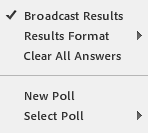 Broadcast Results
Results Format
Clear All Answers
New Poll
Select Poll